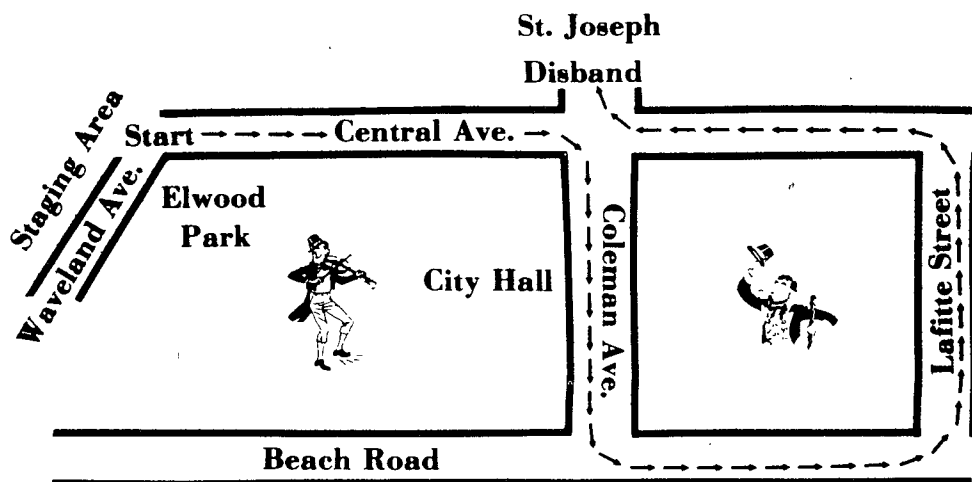 St. Joseph
Disband
Staging Area
Start
Central Ave.
Waveland Ave.
Elwood
Park
City Hall
Coleman Ave.
Lafitte Street
Beach Road